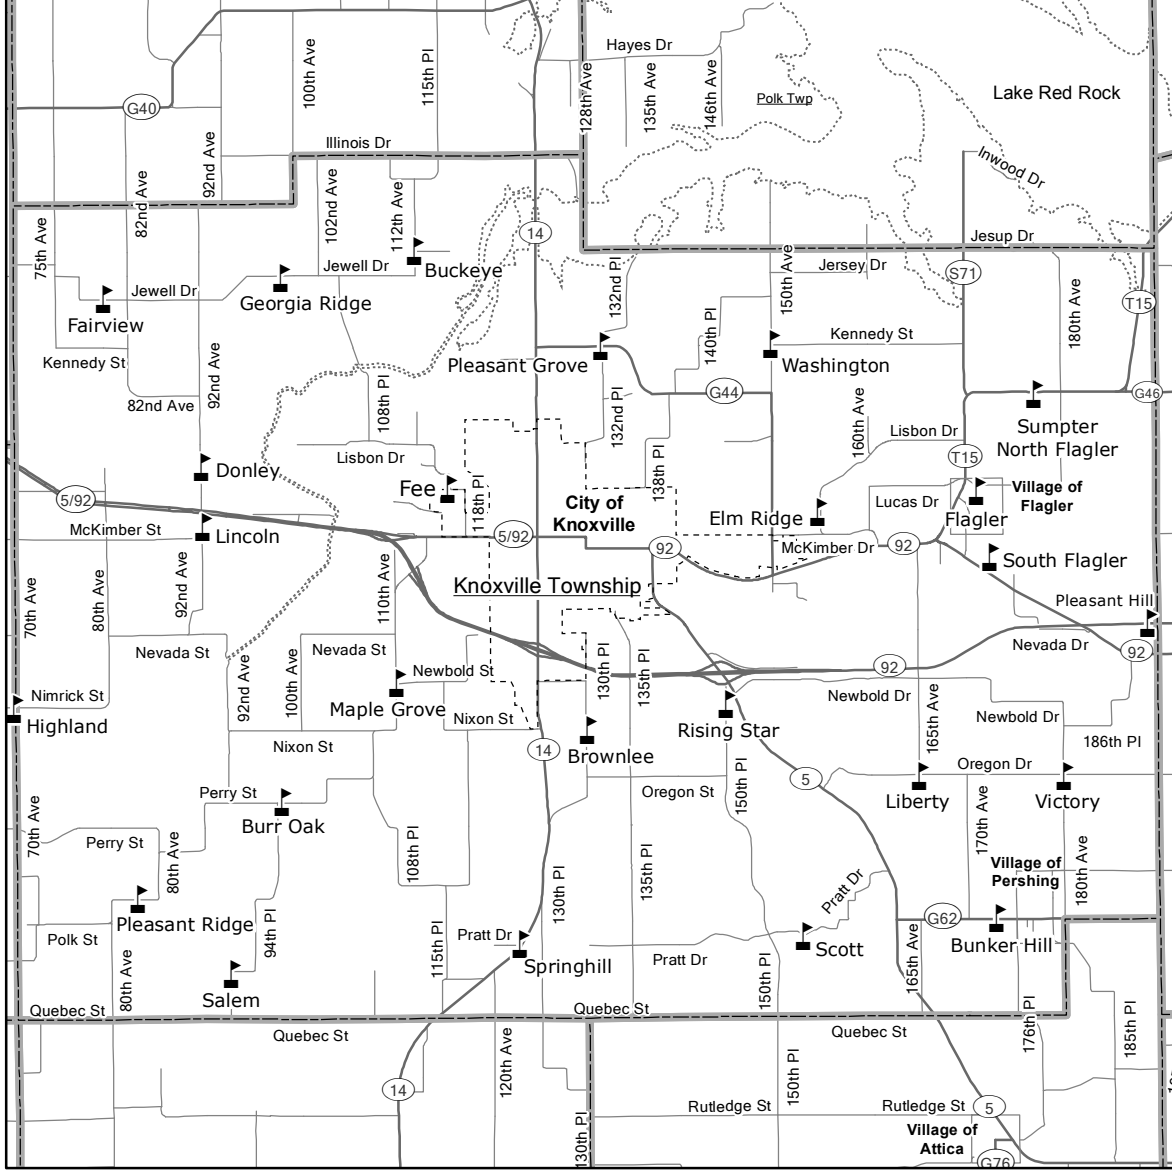 Hayes Dr
100th Ave
115th Pl
128th Ave
135th Ave
146th Ave
Polk Twp
Lake Red Rock
G40
92nd Ave
Illinois Dr
Inwood Dr
82nd Ave
102nd Ave
112th Ave
14
75th Ave
Jesup Dr
Buckeye
Jewell Dr
132nd Pl
150th Ave
Jersey Dr
S71
180th Ave
T15
Jewell Dr
Georgia Ridge
Fairview
140th Pl
Kennedy St
Kennedy St
92nd Ave
Pleasant Grove
Washington
82nd Ave
108th Pl
132nd Pl
G44
160th Ave
G46
Sumpter
North Flagler
Lisbon Dr
Lisbon Dr
T15
Donley
Fee
118th Pl
138th Pl
5/92
City of
Knoxville
Elm Ridge
Lucas Dr
Village of
Flagler
Flagler
McKimber St
Lincoln
5/92
92
McKimber Dr
92
South Flagler
70th Ave
80th Ave
92nd Ave
110th Ave
Knoxville Township
Pleasant Hill
Nevada St
Nevada St
92nd Ave
100th Ave
Newbold St
130th Pl
135th Pl
92
Nevada Dr
92
Nimrick St
Highland
Maple Grove
Nixon St
Nixon St
14
Brownlee
Rising Star
Newbold Dr
165th Ave
Newbold Dr
186th Pl
Perry St
Burr Oak
Oregon St
150th Pl
5
Oregon Dr
Liberty
Victory
70th Ave
Perry St
80th Ave
108th Pl
130th Pl
135th Pl
170th Ave
180th Ave
Village of
Pershing
Pratt Dr
Pleasant Ridge
Polk St
94th Pl
115th Pl
Pratt Dr
Springhill
Pratt Dr
Scott
G62
165th Ave
Bunker Hill
80th Ave
Salem
150th Pl
Quebec St
Quebec St
Quebec St
Quebec St
176th Pl
185th Pl
14
120th Ave
130th Pl
150th Pl
Rutledge St
Rutledge St
5
Village of
Attica
G76